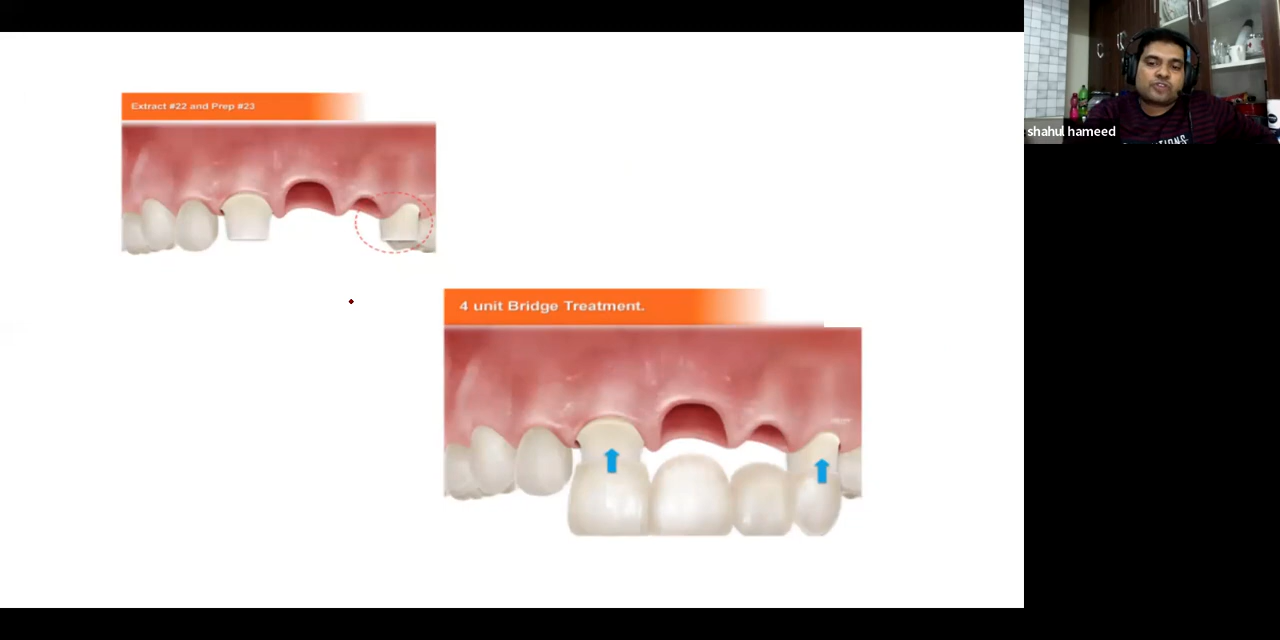 Extract #22 and Prep #23
4 unit Bridge Treatment.
shahul hameed